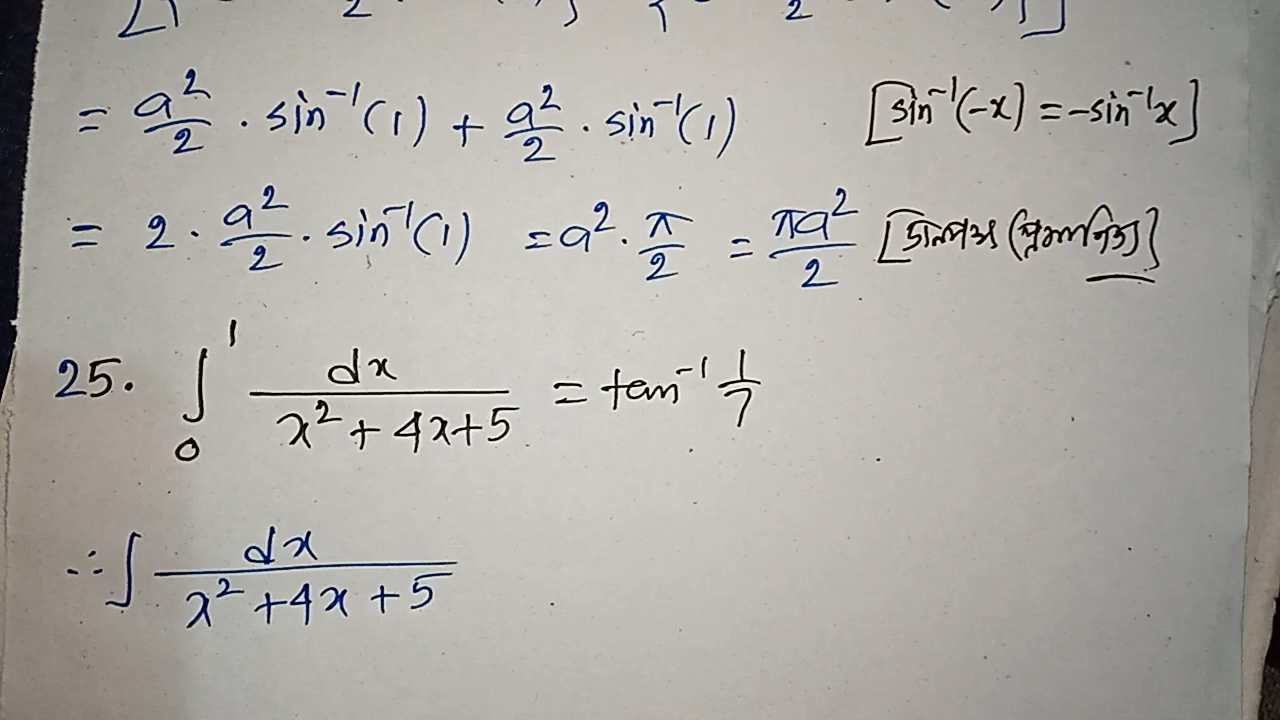 = a²/2 . sin⁻¹(1) + a²/2 . sin⁻¹(1) [sin⁻¹(-x) = -sin⁻¹x]
= 2 . a²/2 . sin⁻¹(1) = a² . π/2 = πa²/2 [ডানপক্ষ (প্রমাণিত)]
25. ∫₀¹ dx/(x² + 4x + 5) = tan⁻¹ 1/7
∴ ∫ dx/(x² + 4x + 5)